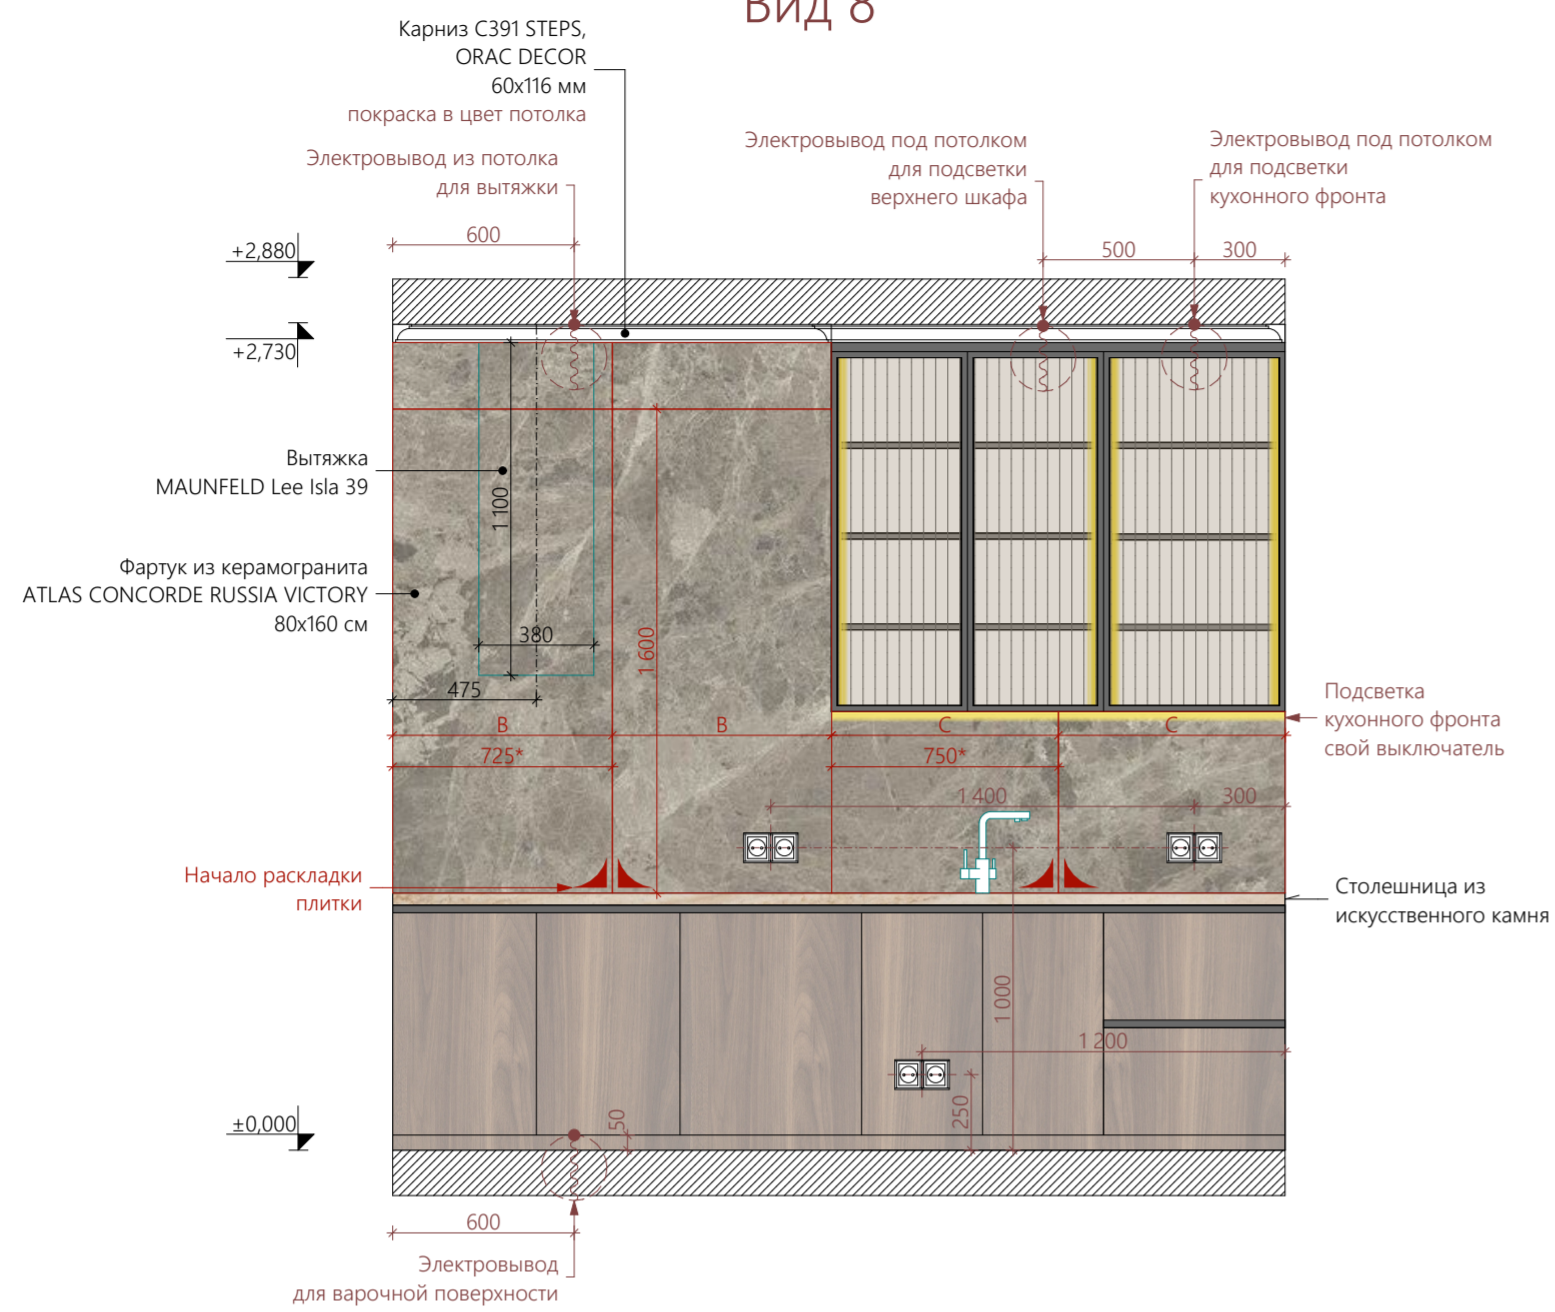 Вид 8
Карниз C391 STEPS,
ORAC DECOR
60x116 мм
покраска в цвет потолка
Электровывод из потолка
для вытяжки
Электровывод под потолком
для подсветки
верхнего шкафа
Электровывод под потолком
для подсветки
кухонного фронта
600
500
300
+2,880
+2,730
Вытяжка
MAUNFELD Lee Isla 39
1 100
Фартук из керамогранита
ATLAS CONCORDE RUSSIA VICTORY
80x160 см
380
1 600
475
B
B
C
C
725*
750*
Подсветка
кухонного фронта
свой выключатель
1 400
300
Начало раскладки
плитки
Столешница из
искусственного камня
1 000
1 200
250
50
±0,000
600
Электровывод
для варочной поверхности